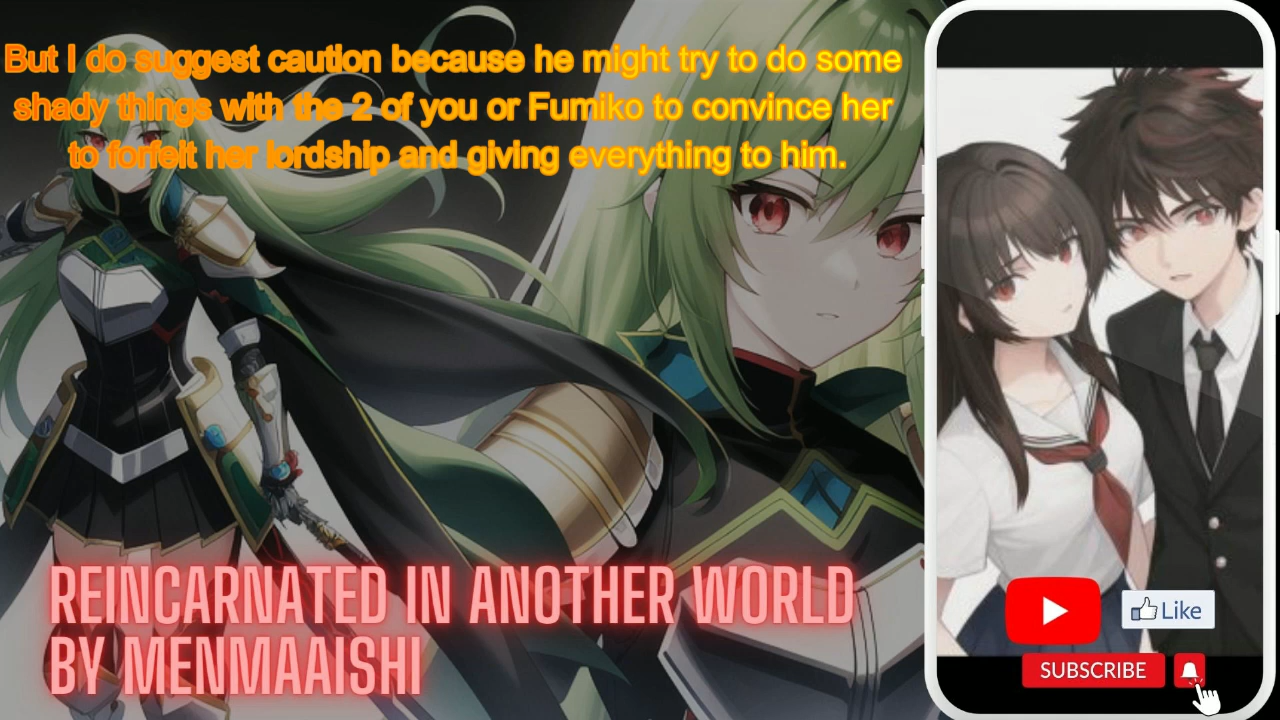 But I do suggest caution because he might try to do some
shady things with the 2 of you or Fumiko to convince her
to forfeit her lordship and giving everything to him.
REINCARNATED IN ANOTHER WORLD
BY MENMAAISHI
Like
SUBSCRIBE